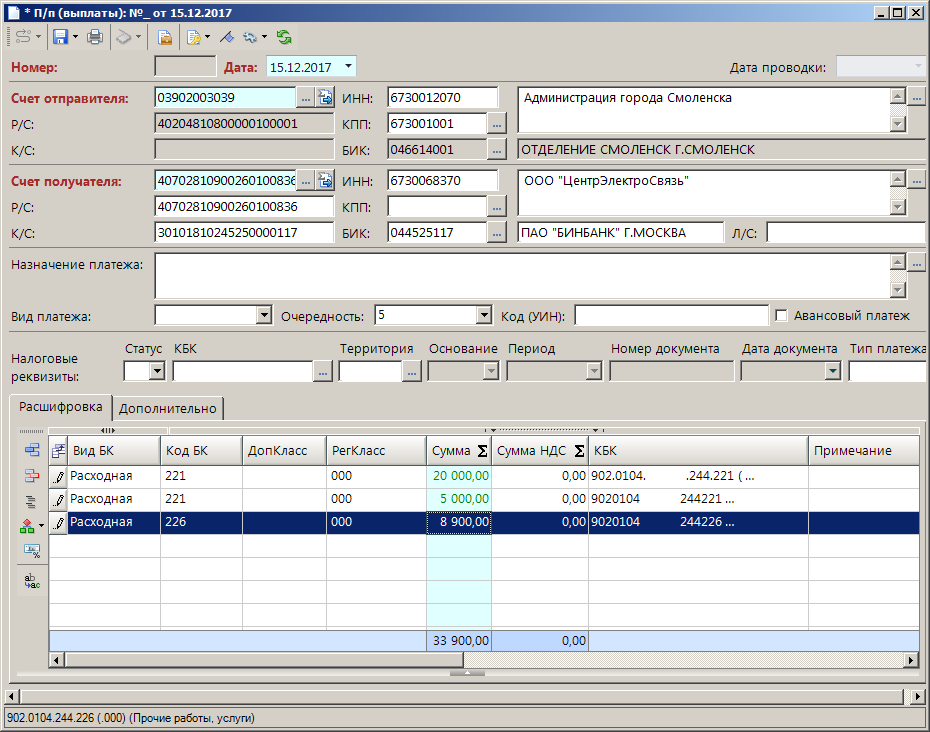 * П/п (выплаты): №_ от 15.12.2017
Номер: Дата: 15.12.2017 Дата проводки:
Счет отправителя: 03902003039 ... ИНН: 6730012070 Администрация города Смоленска ...
Р/С: 40204810800000100001 КПП: 673001001 ...
К/С: БИК: 046614001 ... ОТДЕЛЕНИЕ СМОЛЕНСК Г.СМОЛЕНСК
Счет получателя: 40702810900260100836 ... ИНН: 6730068370 ООО "ЦентрЭлектроСвязь" ...
Р/С: 40702810900260100836 КПП: ...
К/С: 30101810245250000117 БИК: 044525117 ... ПАО "БИНБАНК" Г.МОСКВА Л/С:
Назначение платежа: ...
Вид платежа: Очередность: 5 Код (УИН): Авансовый платеж
Статус КБК Территория Основание Период Номер документа Дата документа Тип платежа
Налоговые
реквизиты: ... ...
Расшифровка Дополнительно
Вид БК Код БК ДопКласс РегКласс Сумма Σ Сумма НДС Σ КБК Примечание
Расходная 221 000 20 000,00 0,00 902.0104. .244.221 ( ...
Расходная 221 000 5 000,00 0,00 9020104 244221 ...
Расходная 226 000 8 900,00 0,00 9020104 244226 ...
ab
ac
33 900,00 0,00
902.0104.244.226 (.000) (Прочие работы, услуги)